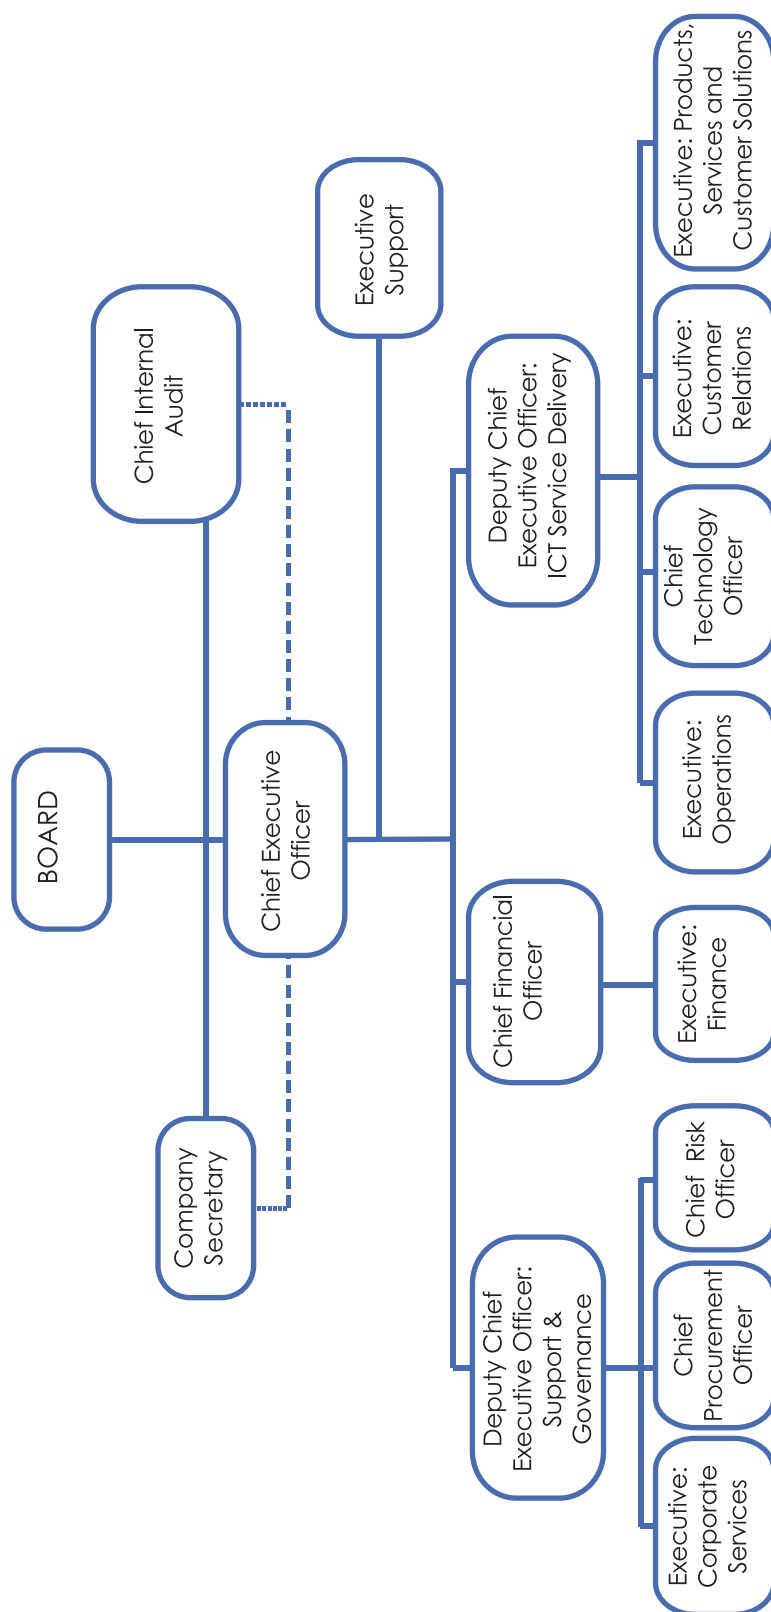 BOARD
Company
Secretary
Chief Internal
Audit
Chief Executive
Officer
Executive
Support
Deputy Chief
Executive Officer:
Support &
Governance
Chief Financial
Officer
Deputy Chief
Executive Officer:
ICT Service Delivery
Executive:
Corporate
Services
Chief
Procurement
Officer
Chief Risk
Officer
Executive:
Finance
Executive:
Operations
Chief
Technology
Officer
Executive:
Customer
Relations
Executive: Products,
Services and
Customer Solutions